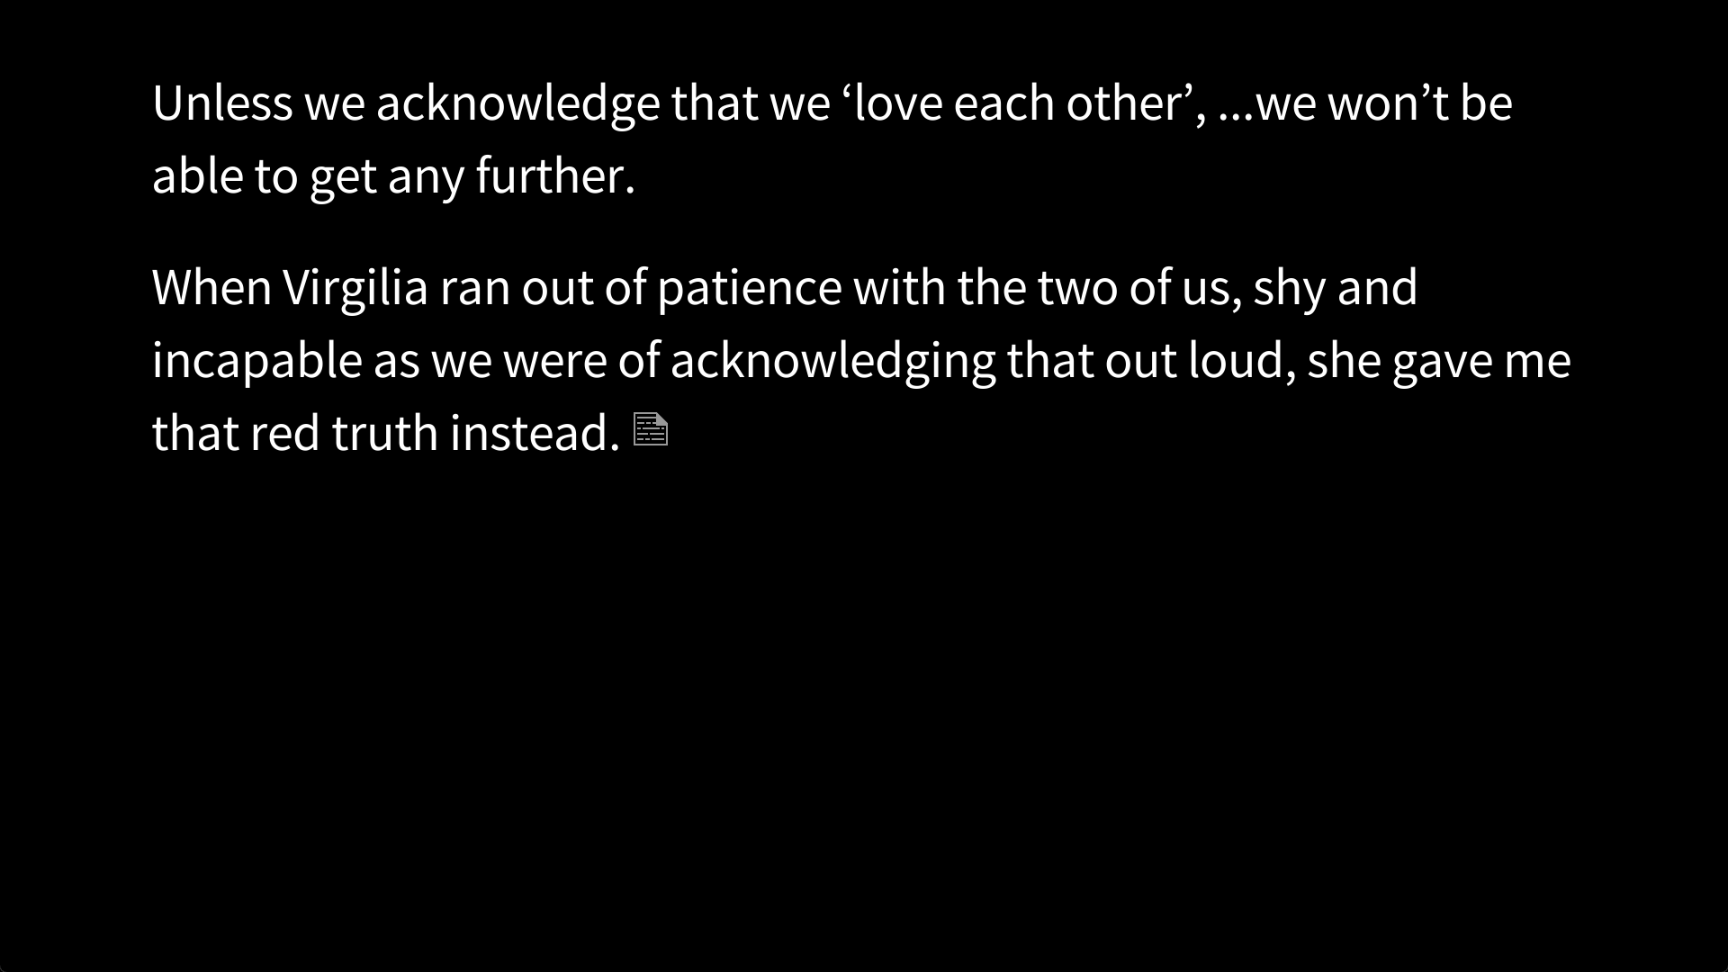 Unless we acknowledge that we ‘love each other’, ...we won’t be
able to get any further.
When Virgilia ran out of patience with the two of us, shy and
incapable as we were of acknowledging that out loud, she gave me
that red truth instead.